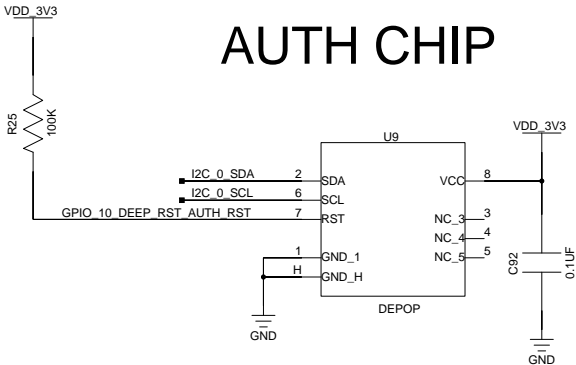 VDD_3V3
AUTH CHIP
R25
100K
U9
VDD_3V3
I2C_0_SDA 2 SDA
VCC 8
I2C_0_SCL 6 SCL
GPIO_10_DEEP_RST_AUTH_RST 7 RST
NC_3 3
NC_4 4
1 GND_1
NC_5 5
H GND_H
C92
0.1UF
DEPOP
GND
GND